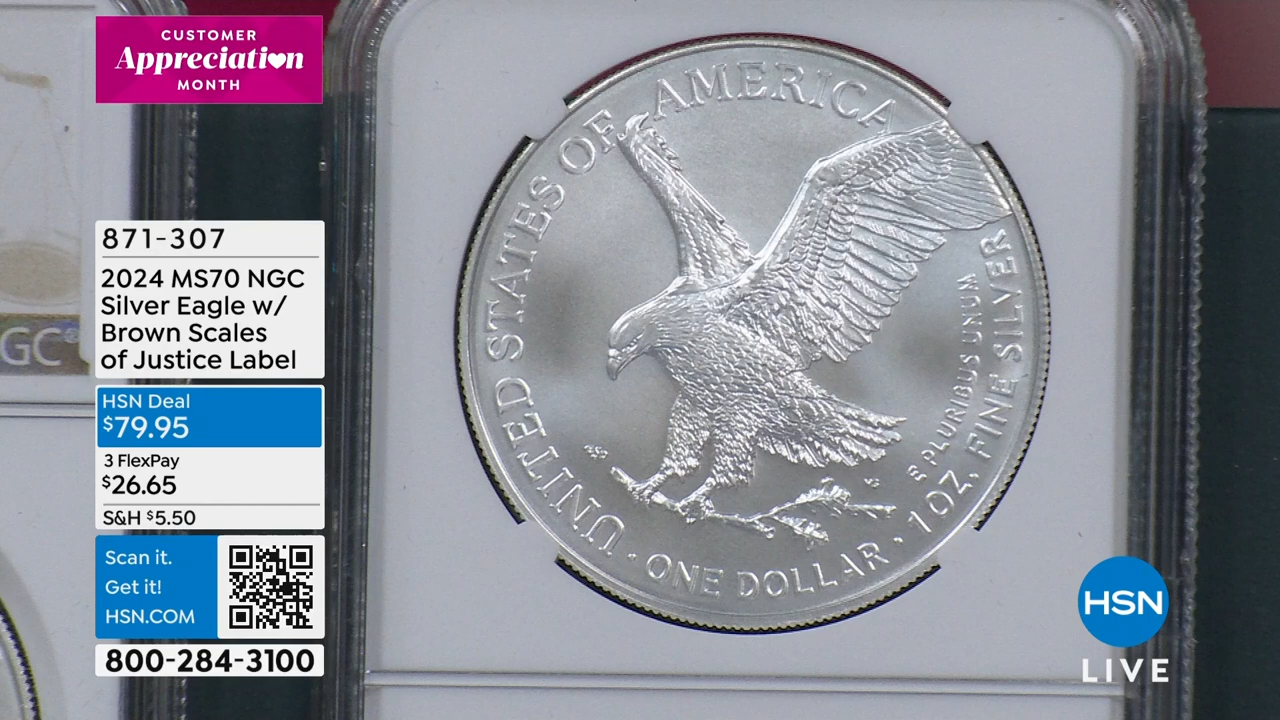 CUSTOMER
Appreciation
MONTH
871-307
2024 MS70 NGC
Silver Eagle w/
Brown Scales
of Justice Label
HSN Deal
$79.95
3 FlexPay
$26.65
S&H $5.50
Scan it.
Get it!
HSN.COM
800-284-3100
GC
UNITED STATES OF AMERICA
E PLURIBUS UNUM
· ONE DOLLAR · 1 OZ. FINE SILVER
HSN
LIVE